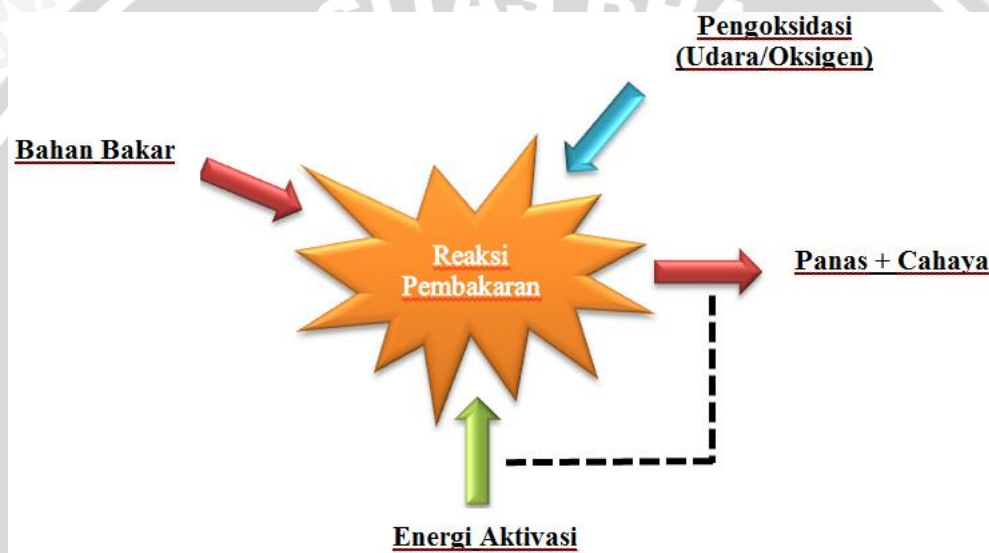 Pengoksidasi
(Udara/Oksigen)
Bahan Bakar
Reaksi
Pembakaran
Panas + Cahaya
Energi Aktivasi